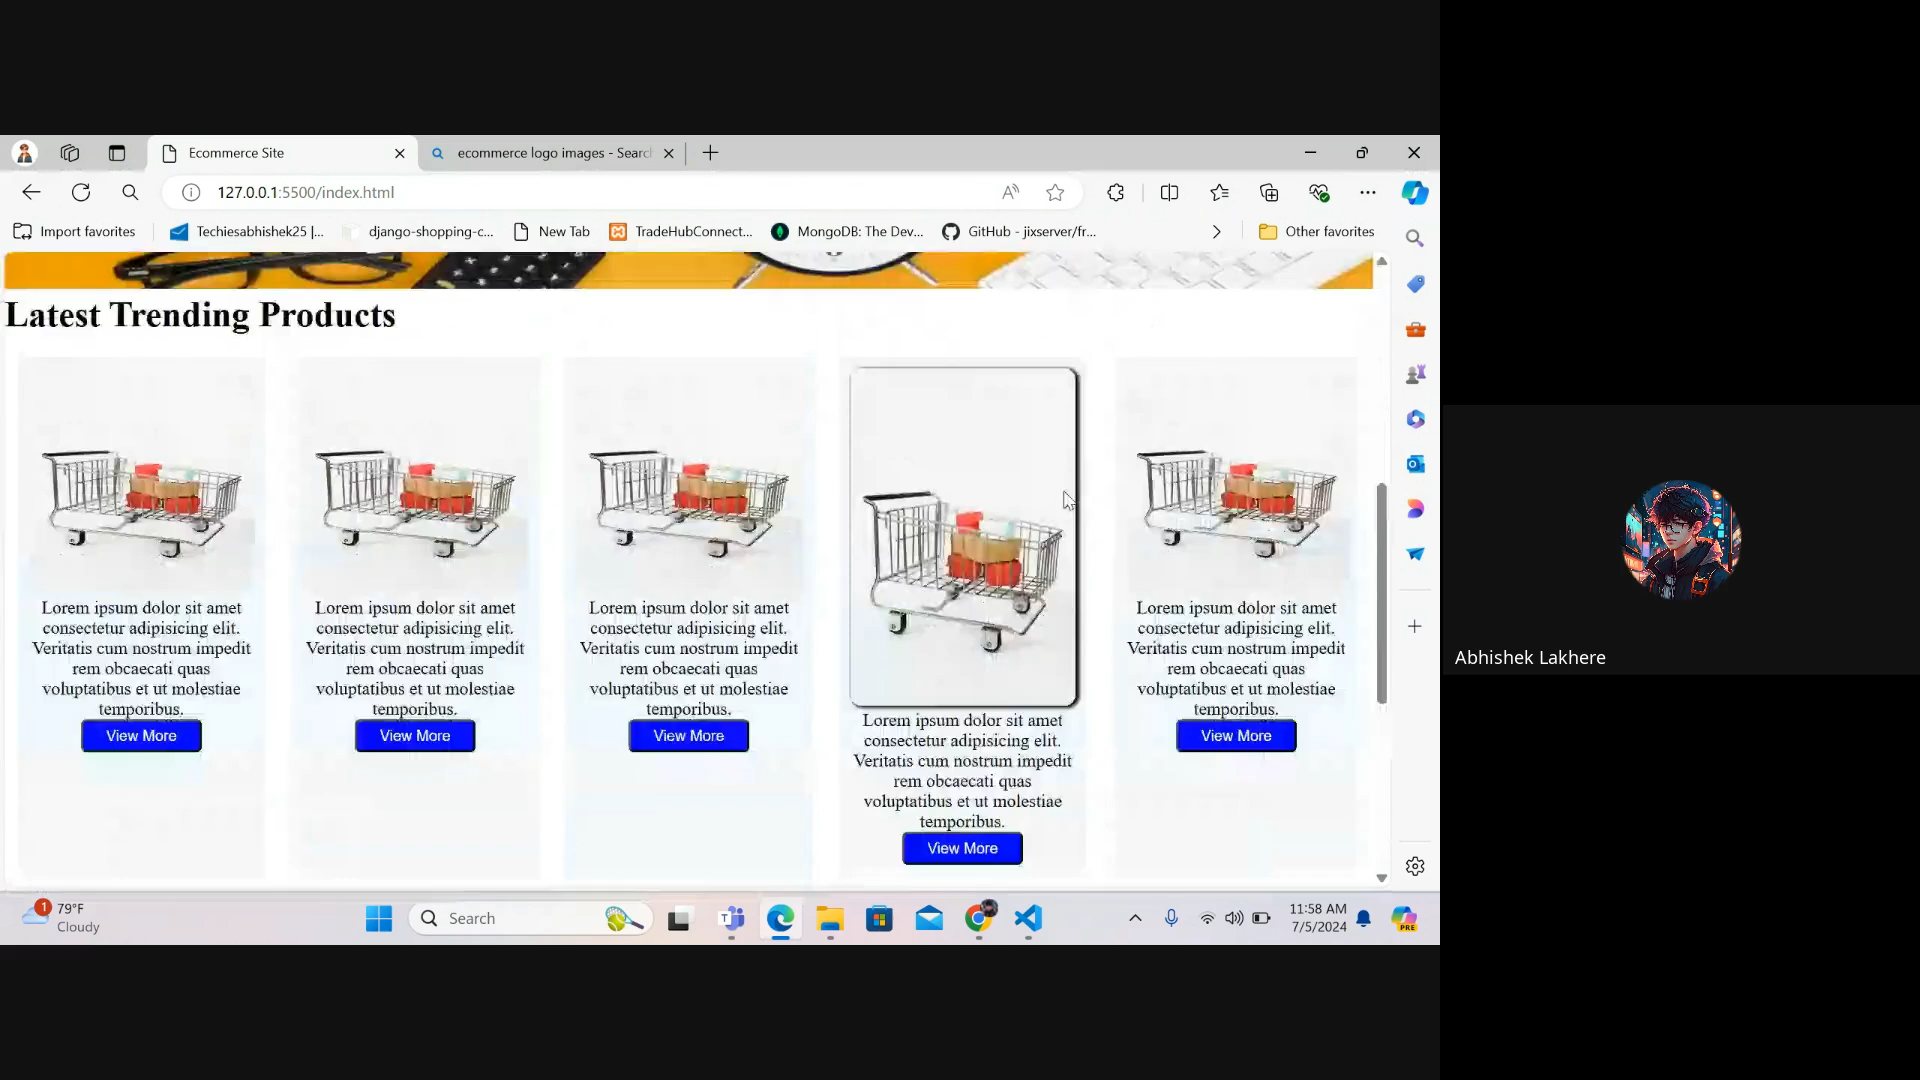 Ecommerce Site
ecommerce logo images - Searc
127.0.0.1:5500/index.html
Import favorites
Techiesabhishek25 |...
django-shopping-c...
New Tab
TradeHubConnect...
MongoDB: The Dev...
GitHub - jixserver/fr...
Other favorites
Latest Trending Products
Lorem ipsum dolor sit amet
consectetur adipisicing elit.
Veritatis cum nostrum impedit
rem obcaecati quas
voluptatibus et ut molestiae
temporibus.
View More
Lorem ipsum dolor sit amet
consectetur adipisicing elit.
Veritatis cum nostrum impedit
rem obcaecati quas
voluptatibus et ut molestiae
temporibus.
View More
Lorem ipsum dolor sit amet
consectetur adipisicing elit.
Veritatis cum nostrum impedit
rem obcaecati quas
voluptatibus et ut molestiae
temporibus.
View More
Lorem ipsum dolor sit amet
consectetur adipisicing elit.
Veritatis cum nostrum impedit
rem obcaecati quas
voluptatibus et ut molestiae
temporibus.
View More
Lorem ipsum dolor sit amet
consectetur adipisicing elit.
Veritatis cum nostrum impedit
rem obcaecati quas
voluptatibus et ut molestiae
temporibus.
View More
Abhishek Lakhere
1
79°F
Cloudy
Search
11:58 AM
7/5/2024
PRE